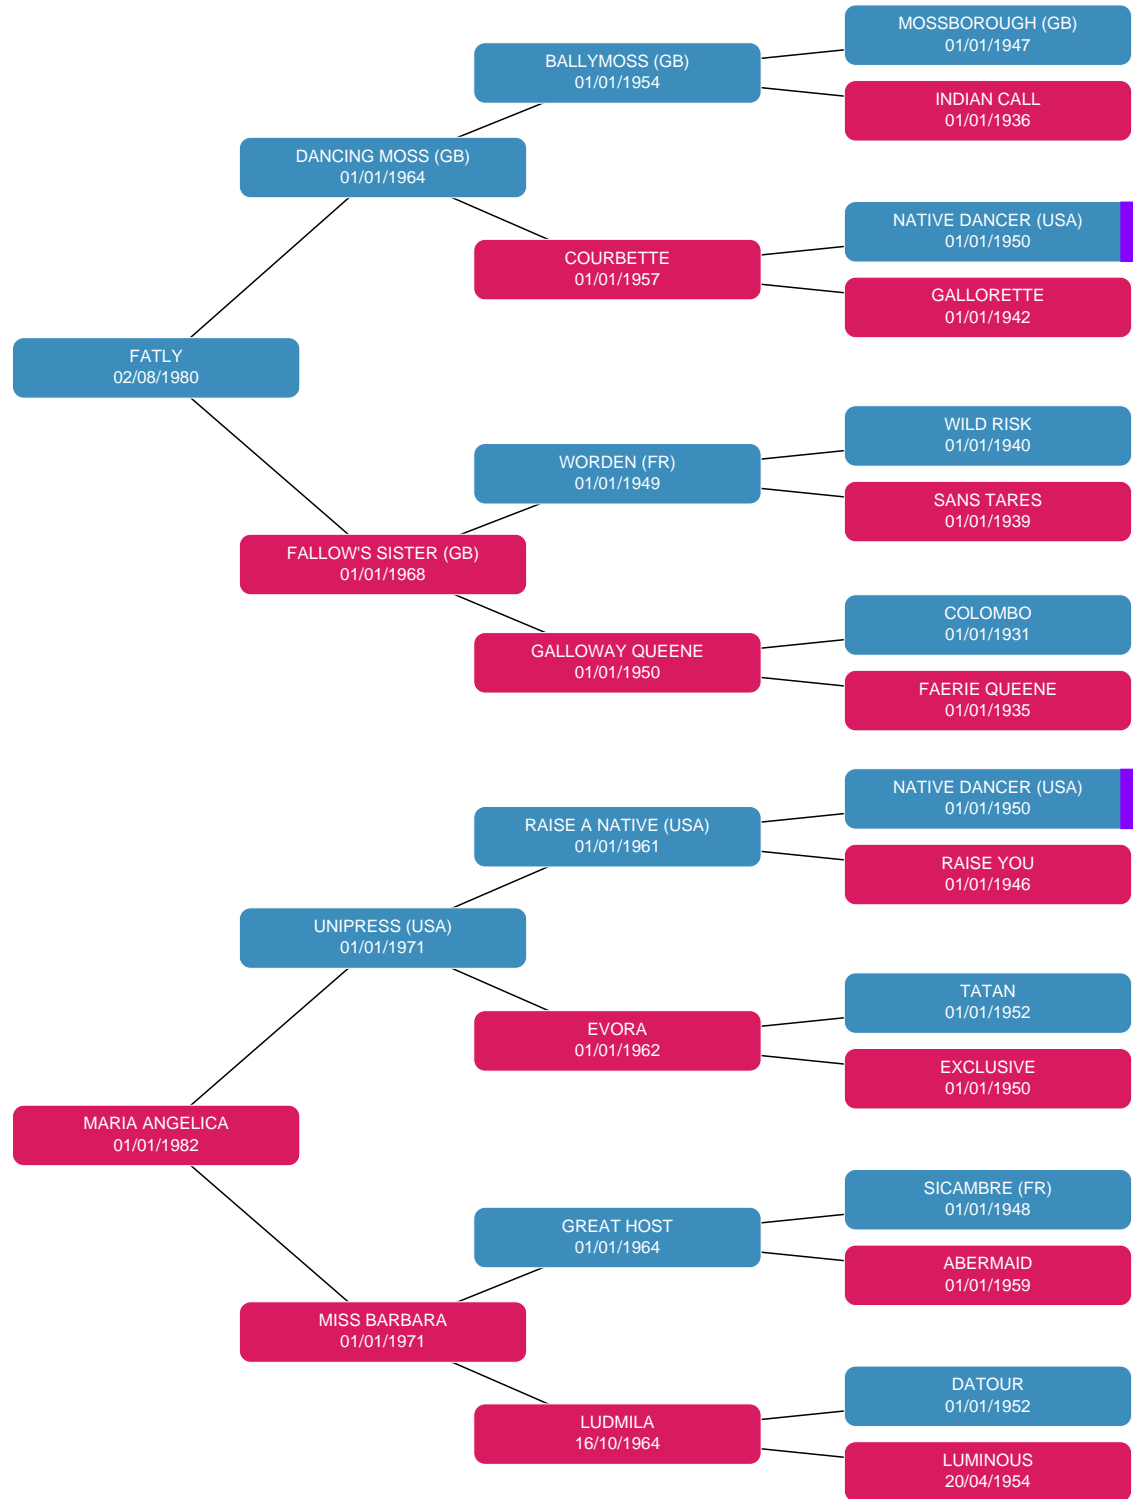 MOSSBOROUGH (GB)
01/01/1947
BALLYMOSS (GB)
01/01/1954
INDIAN CALL
01/01/1936
DANCING MOSS (GB)
01/01/1964
NATIVE DANCER (USA)
01/01/1950
COURBETTE
01/01/1957
GALLORETTE
01/01/1942
FATLY
02/08/1980
WILD RISK
01/01/1940
WORDEN (FR)
01/01/1949
SANS TARES
01/01/1939
FALLOW'S SISTER (GB)
01/01/1968
COLOMBO
01/01/1931
GALLOWAY QUEENE
01/01/1950
FAERIE QUEENE
01/01/1935
NATIVE DANCER (USA)
01/01/1950
RAISE A NATIVE (USA)
01/01/1961
RAISE YOU
01/01/1946
UNIPRESS (USA)
01/01/1971
TATAN
01/01/1952
EVORA
01/01/1962
EXCLUSIVE
01/01/1950
MARIA ANGELICA
01/01/1982
SICAMBRE (FR)
01/01/1948
GREAT HOST
01/01/1964
ABERMAID
01/01/1959
MISS BARBARA
01/01/1971
DATOUR
01/01/1952
LUDMILA
16/10/1964
LUMINOUS
20/04/1954